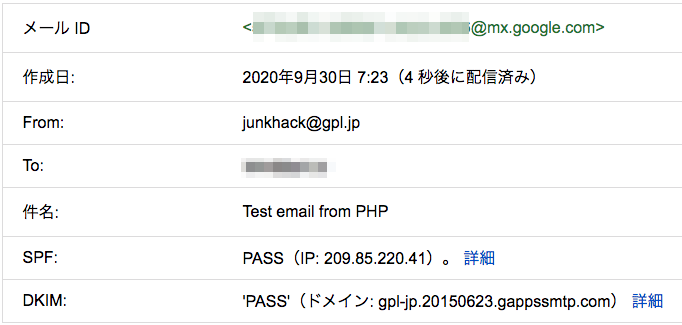 メール ID <@mx.google.com>
作成日: 2020年9月30日 7:23（4 秒後に配信済み）
From: junkhack@gpl.jp
To:
件名: Test email from PHP
SPF: PASS（IP: 209.85.220.41）。 詳細
DKIM: 'PASS'（ドメイン: gpl-jp.20150623.gappssmtp.com） 詳細